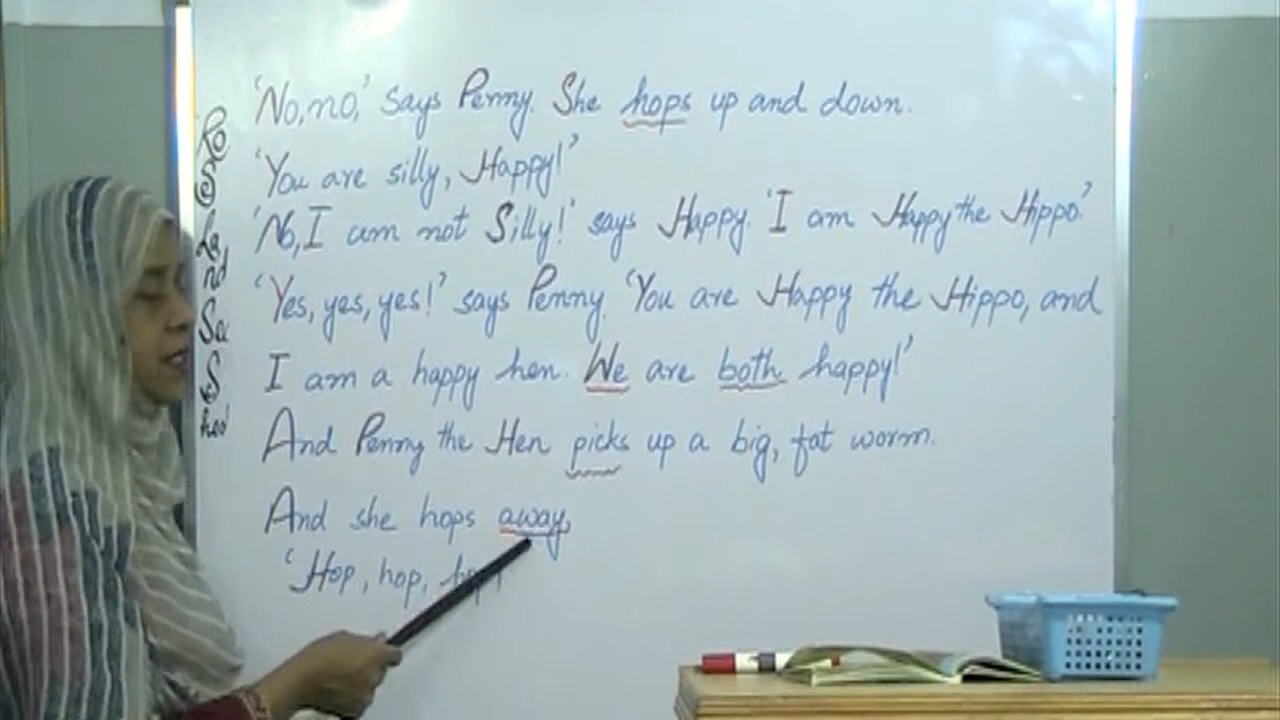 'No, no,' says Penny. She hops up and down.
'You are silly, Happy!'
'No, I am not Silly!' says Happy. 'I am Happy the Hippo.'
'Yes, yes, yes!' says Penny. 'You are Happy the Hippo, and
I am a happy hen. We are both happy!'
And Penny the Hen picks up a big, fat worm.
And she hops away,
'Hop, hop,